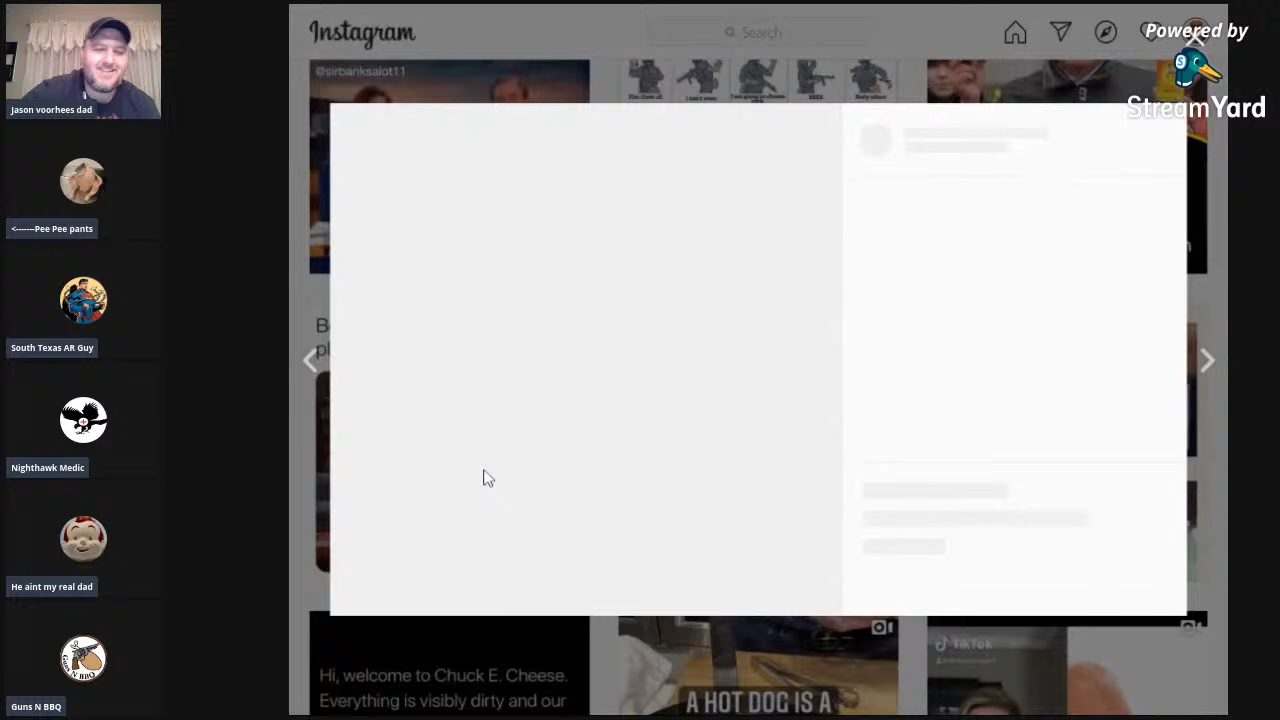 Jason voorhees dad
<-------Pee Pee pants
South Texas AR Guy
Nighthawk Medic
He aint my real dad
Guns N BBQ
GUNS N BBQ
Instagram
Search
Powered by
StreamYard
@sirbanksalot11
Hi, welcome to Chuck E. Cheese.
Everything is visibly dirty and our
A HOT DOG IS A
TikTok